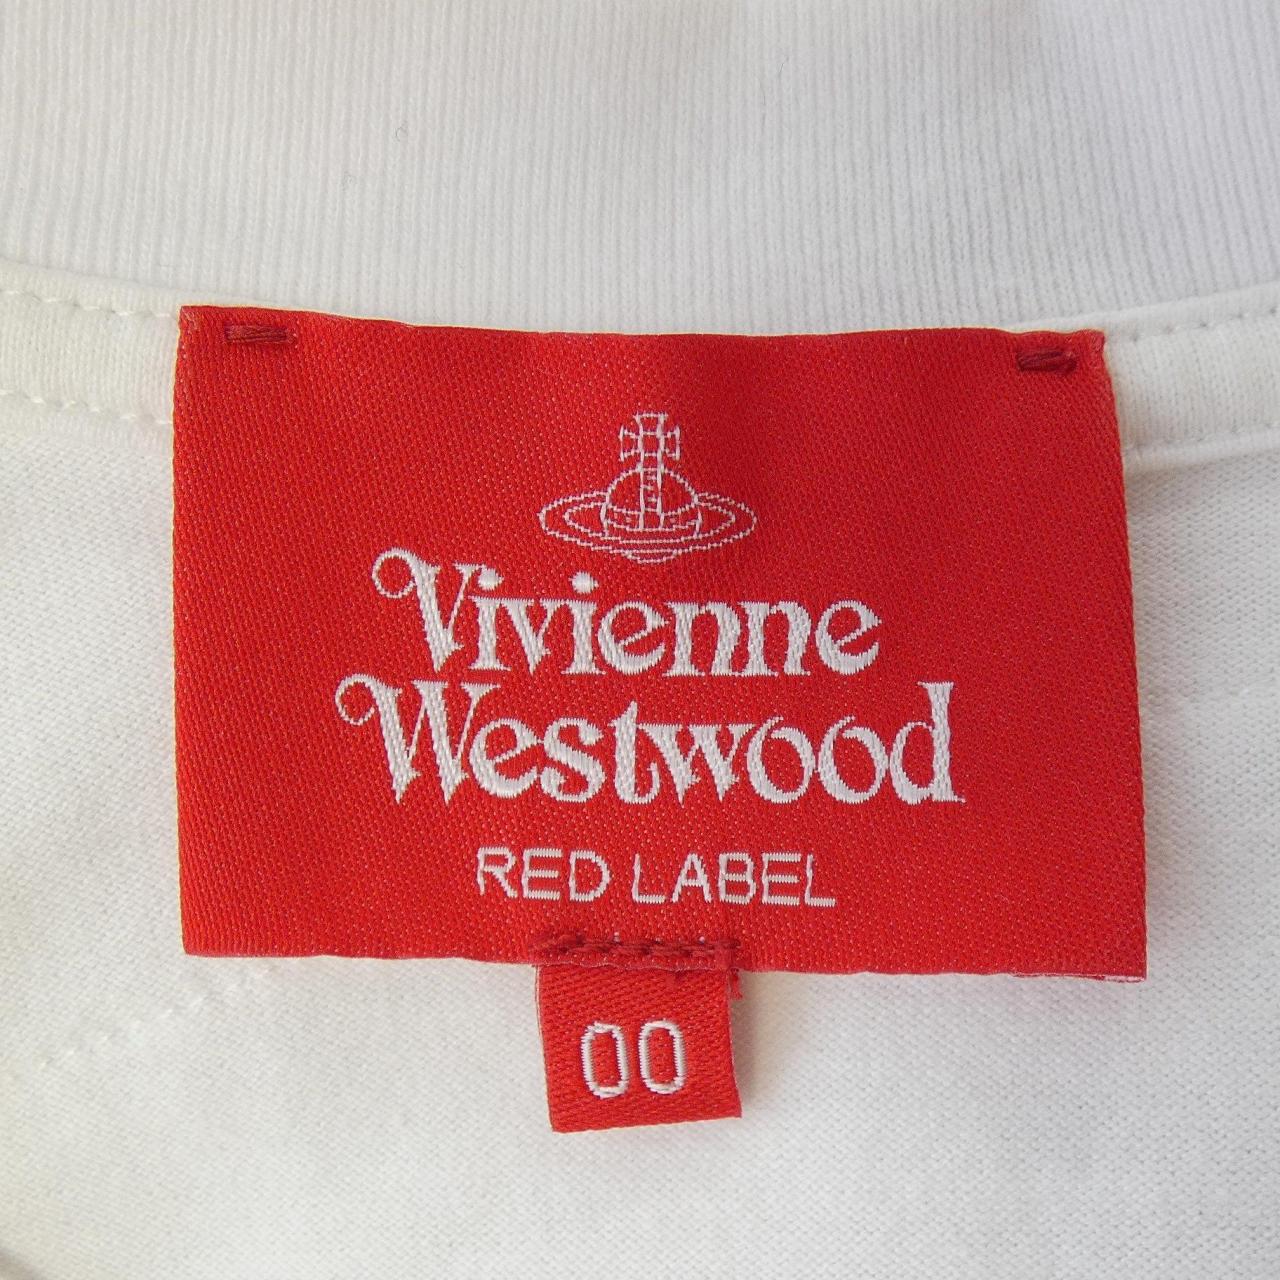 Vivienne
Westwood
RED LABEL
00